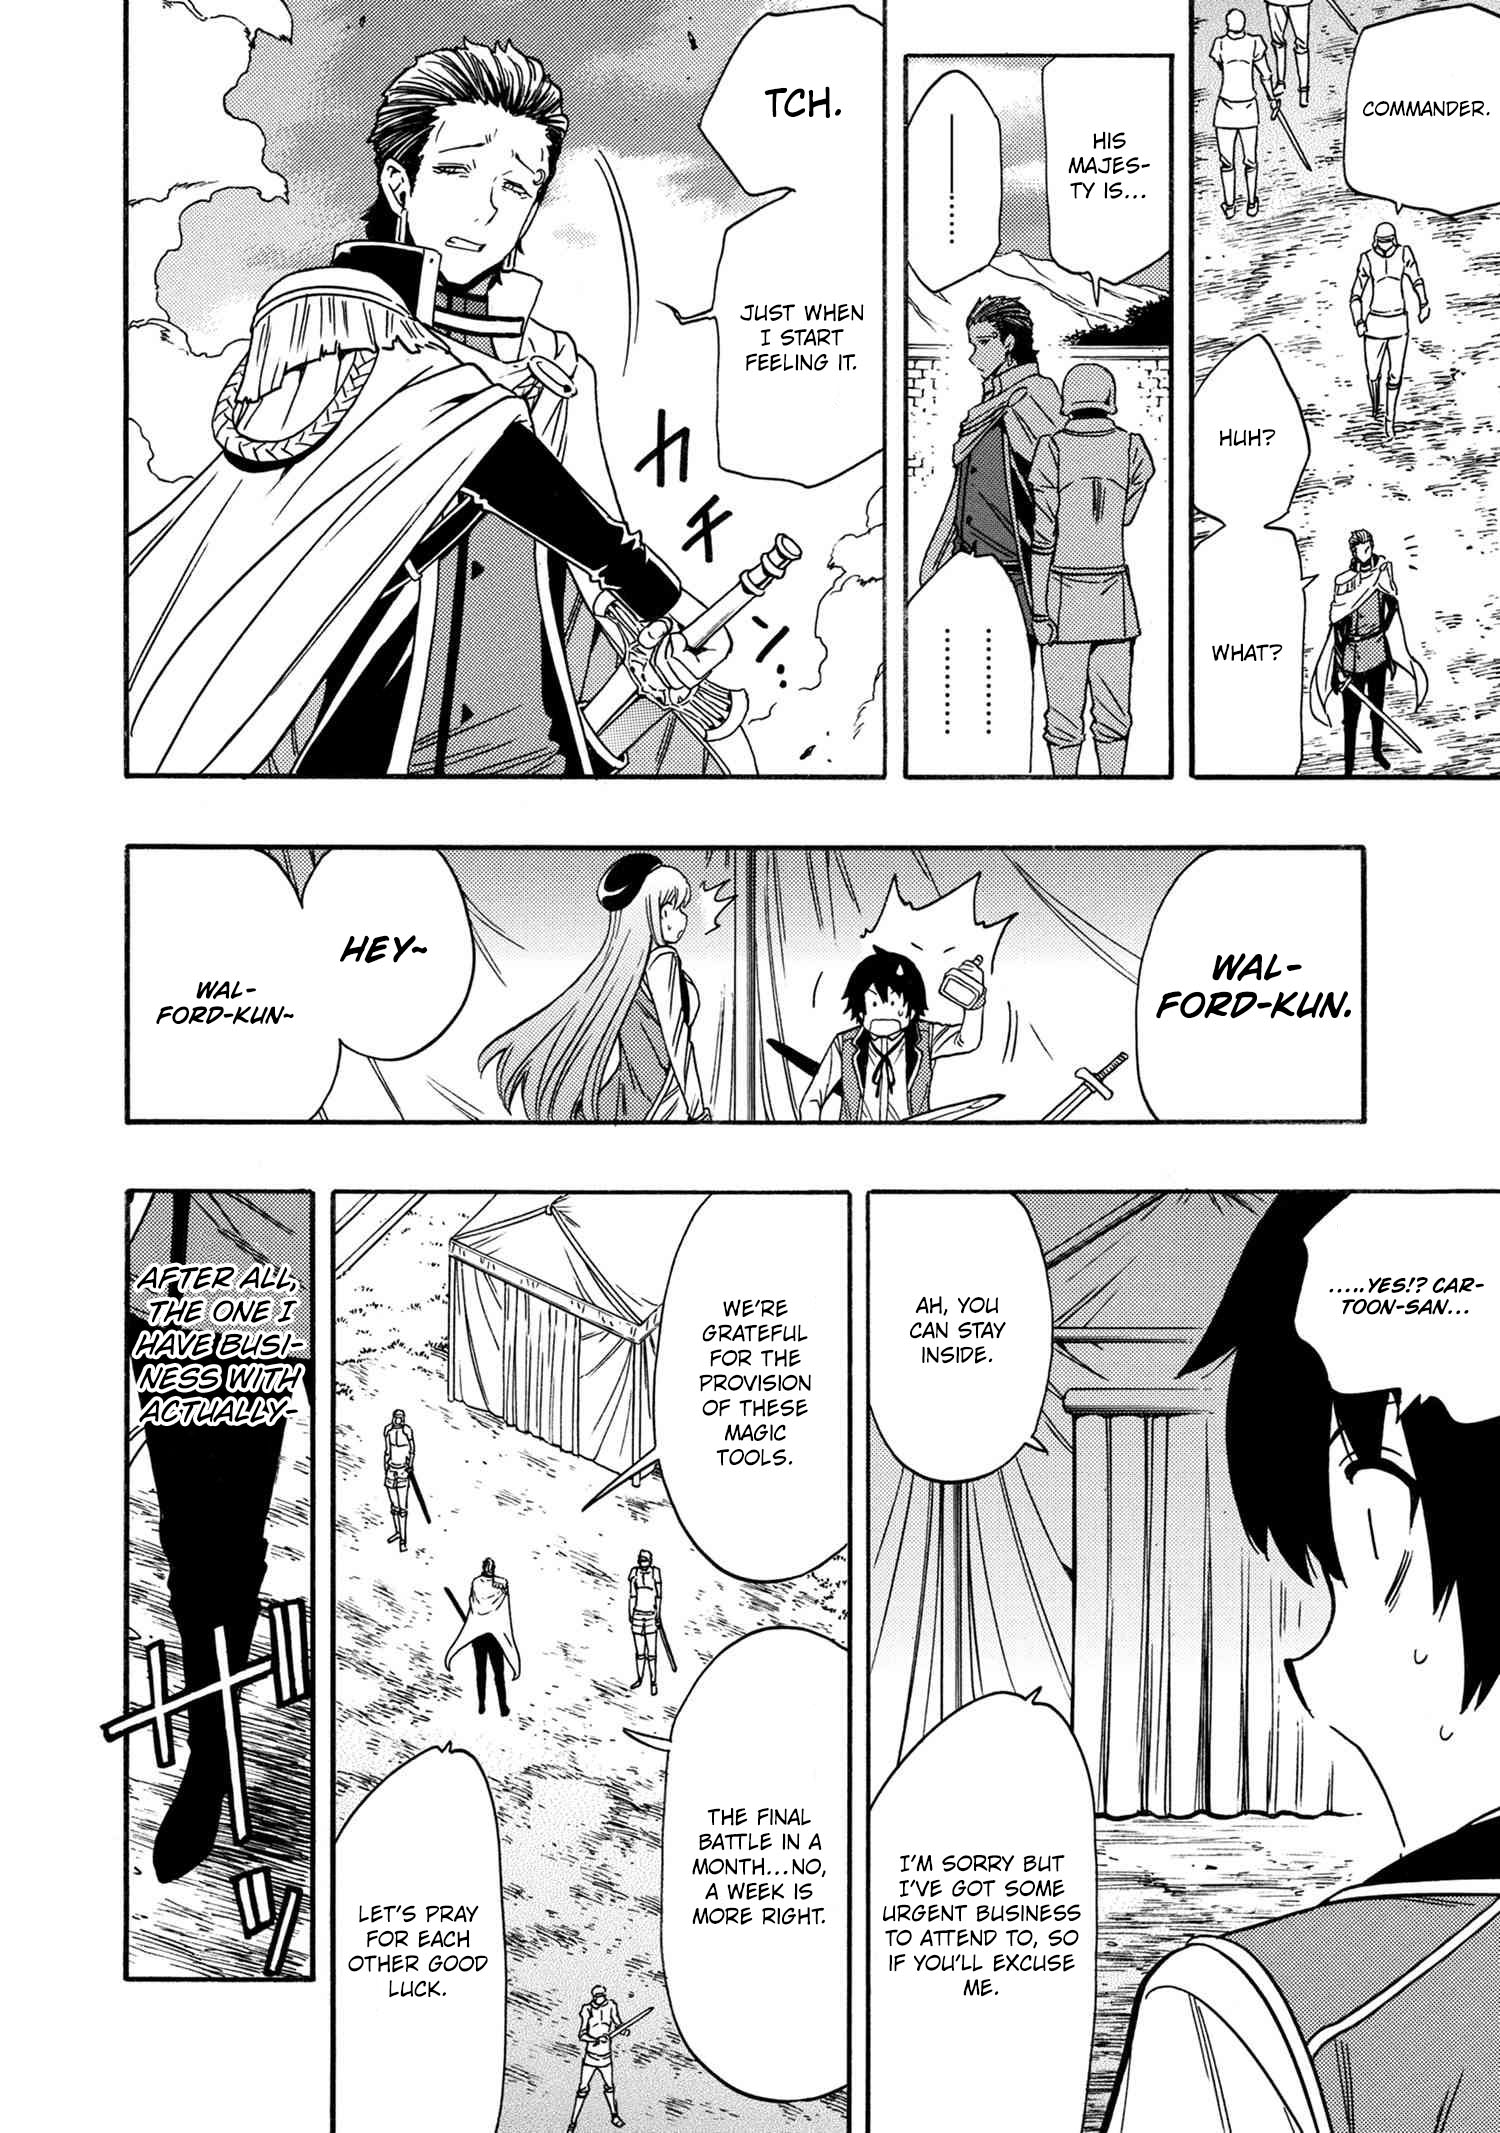 COMMANDER.
HUH?
WHAT?
HIS
MAJES-
TY IS...
TCH.
JUST WHEN
I START
FEELING IT.
カチン
WAL-
FORD-KUN.
HEY~
WAL-
FORD-KUN~
.....YES!? CAR-
TOON-SAN...
AH, YOU
CAN STAY
INSIDE.
I'M SORRY BUT
I'VE GOT SOME
URGENT BUSINESS
TO ATTEND TO, SO
IF YOU'LL EXCUSE
ME.
WE'RE
GRATEFUL
FOR THE
PROVISION
OF THESE
MAGIC
TOOLS.
THE FINAL
BATTLE IN A
MONTH...NO,
A WEEK IS
MORE RIGHT.
LET'S PRAY
FOR EACH
OTHER GOOD
LUCK.
AFTER ALL,
THE ONE I
HAVE BUSI-
NESS WITH
ACTUALLY-